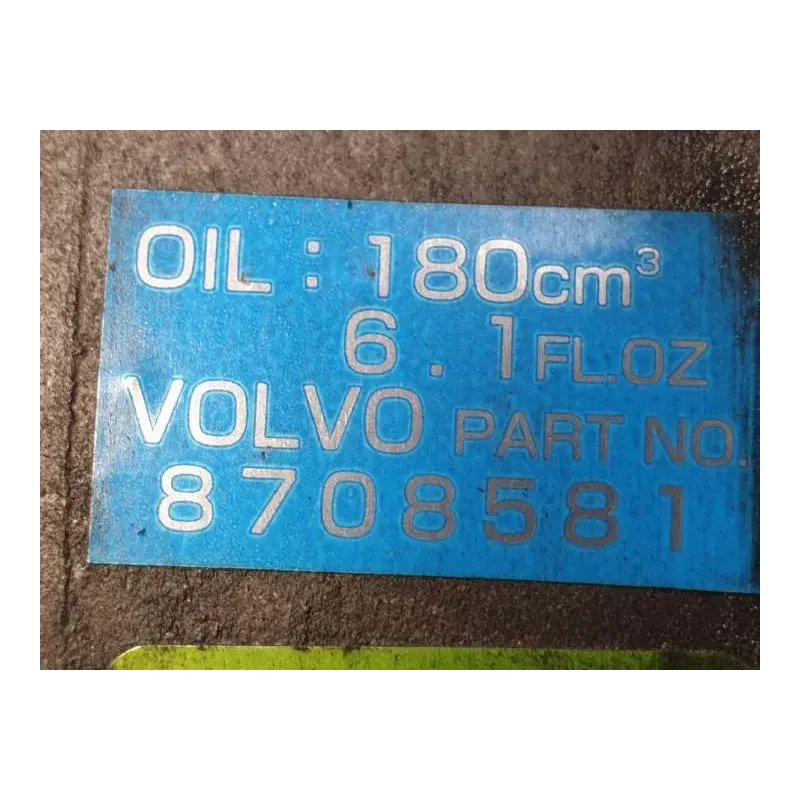 OIL : 180cm³
6.1FL.OZ
VOLVO PART NO.
8708581